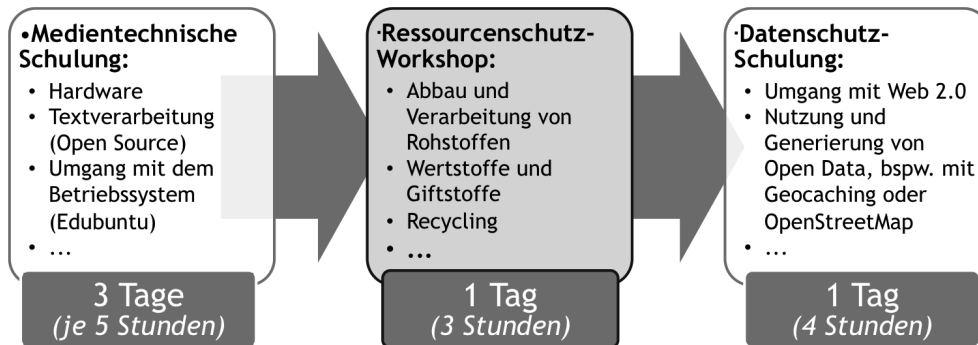 •Medientechnische
Schulung:
• Hardware
• Textverarbeitung
(Open Source)
• Umgang mit dem
Betriebssystem
(Edubuntu)
• ...
3 Tage
(je 5 Stunden)
·Ressourcenschutz-
Workshop:
• Abbau und
Verarbeitung von
Rohstoffen
• Wertstoffe und
Giftstoffe
• Recycling
• ...
1 Tag
(3 Stunden)
·Datenschutz-
Schulung:
• Umgang mit Web 2.0
• Nutzung und
Generierung von
Open Data, bspw. mit
Geocaching oder
OpenStreetMap
• ...
1 Tag
(4 Stunden)